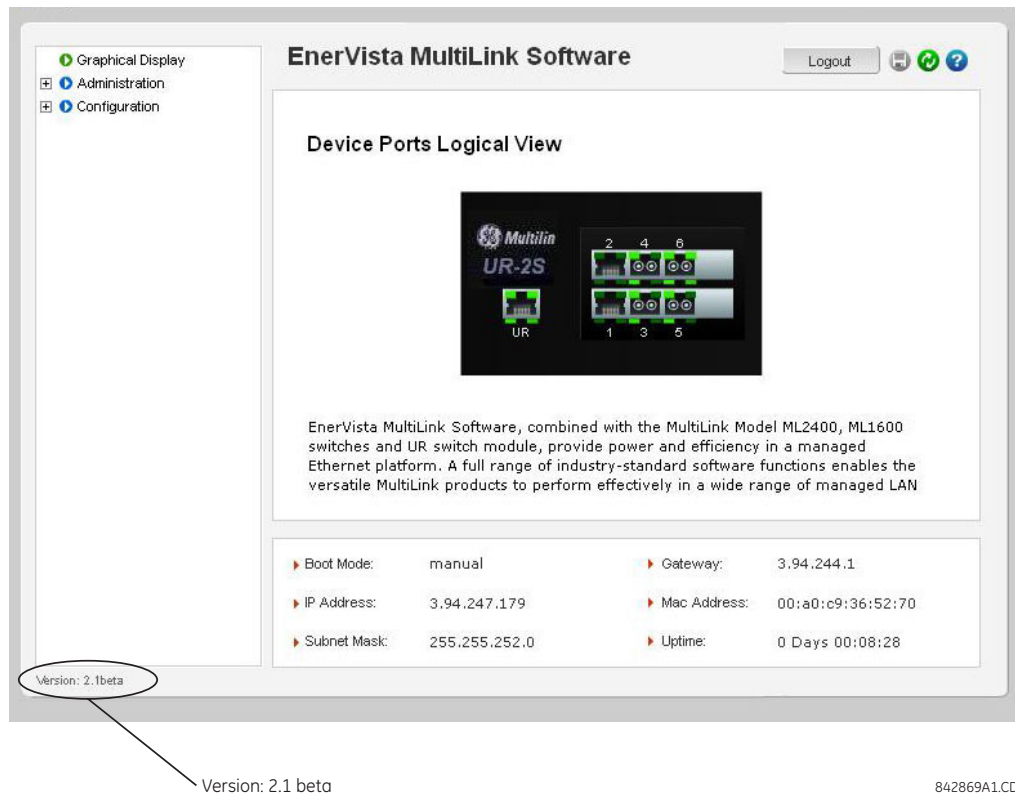 Graphical Display
Administration
Configuration
EnerVista MultiLink Software
Logout
Device Ports Logical View
Multilin
UR-2S
UR
2 4 6
1 3 5
EnerVista MultiLink Software, combined with the MultiLink Model ML2400, ML1600
switches and UR switch module, provide power and efficiency in a managed
Ethernet platform. A full range of industry-standard software functions enables the
versatile MultiLink products to perform effectively in a wide range of managed LAN
Boot Mode: manual
Gateway: 3.94.244.1
IP Address: 3.94.247.179
Mac Address: 00:a0:c9:36:52:70
Subnet Mask: 255.255.252.0
Uptime: 0 Days 00:08:28
Version: 2.1beta
Version: 2.1 beta
842869A1.CD